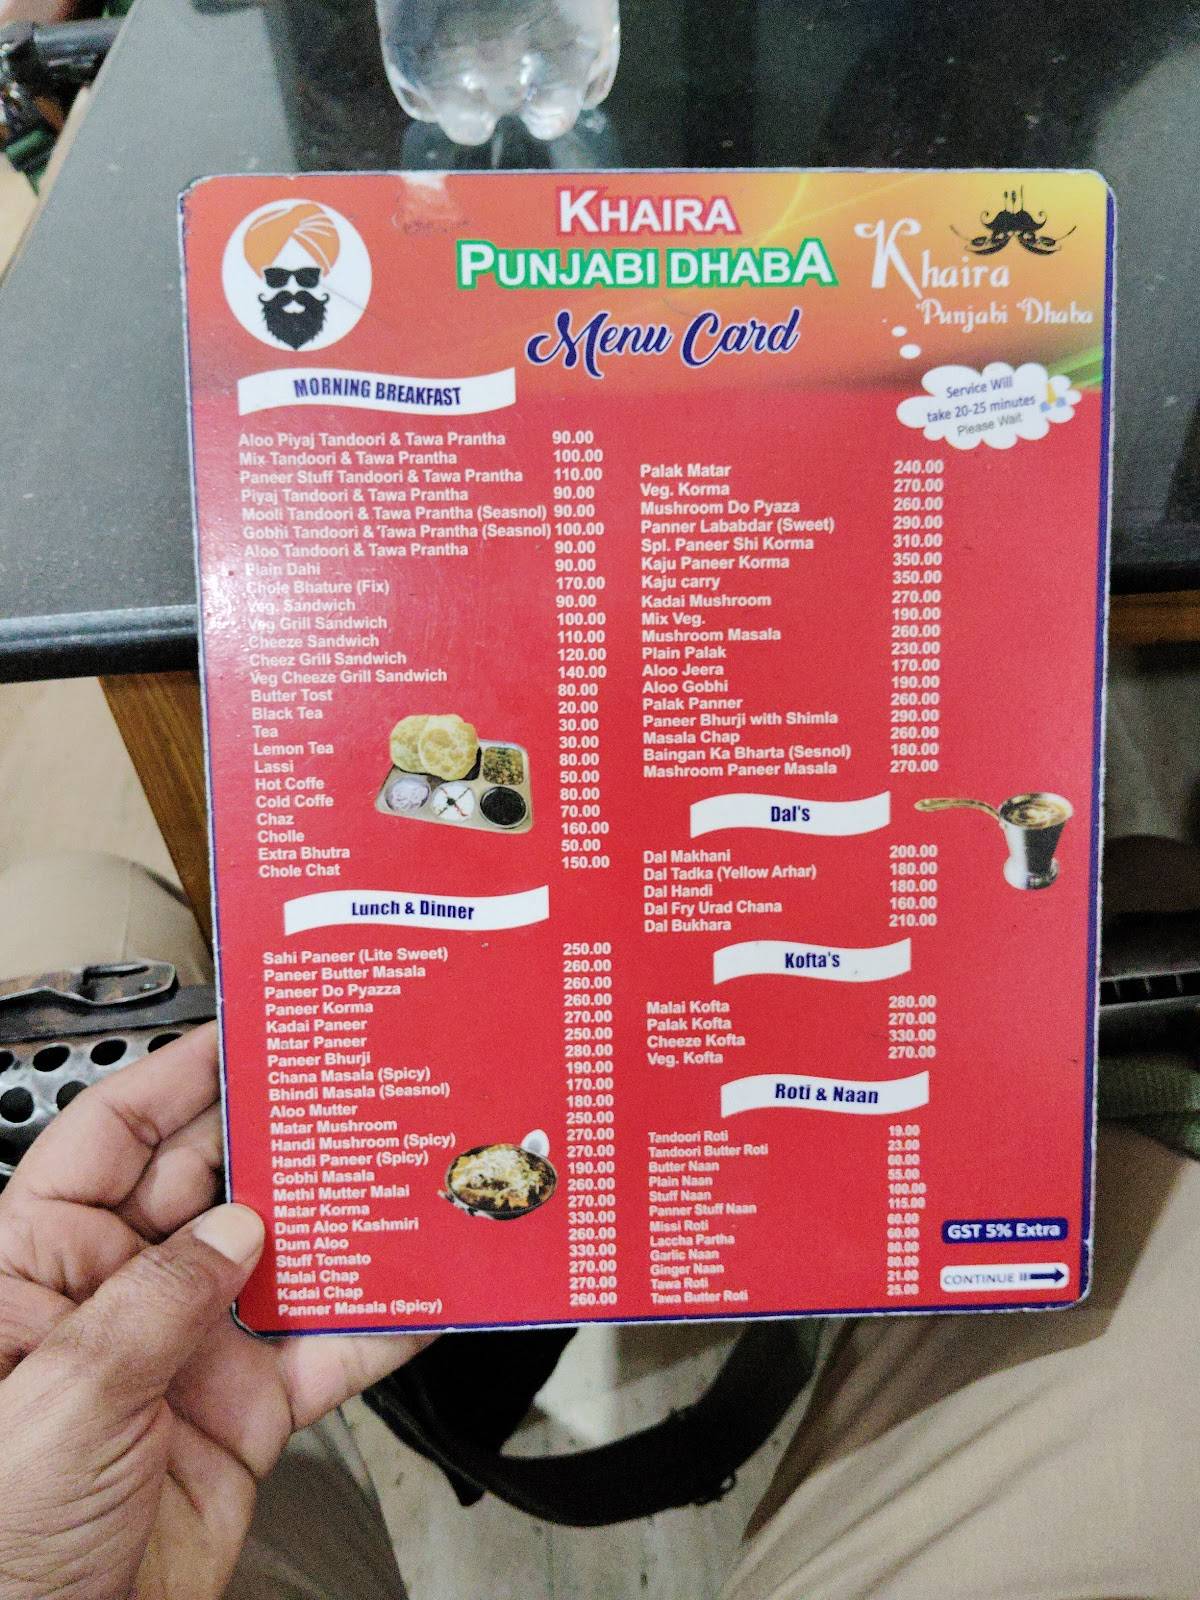 KHAIRA
PUNJABI DHABA
Menu Card
Khaira
Punjabi Dhaba
Service Will
take 20-25 minutes
Please Wait
MORNING BREAKFAST
Aloo Piyaj Tandoori & Tawa Prantha 90.00
Mix Tandoori & Tawa Prantha 100.00
Paneer Stuff Tandoori & Tawa Prantha 110.00
Piyaj Tandoori & Tawa Prantha 90.00
Mooli Tandoori & Tawa Prantha (Seasnol) 90.00
Gobhi Tandoori & Tawa Prantha (Seasnol) 100.00
Aloo Tandoori & Tawa Prantha 90.00
Plain Dahi 90.00
Chole Bhature (Fix) 170.00
Veg. Sandwich 90.00
Veg Grill Sandwich 100.00
Cheeze Sandwich 110.00
Cheez Grill Sandwich 120.00
Veg Cheeze Grill Sandwich 140.00
Butter Tost 80.00
Black Tea 20.00
Tea 30.00
Lemon Tea 30.00
Lassi 80.00
Hot Coffe 50.00
Cold Coffe 80.00
Chaz 70.00
Cholle 160.00
Extra Bhutra 50.00
Chole Chat 150.00
Lunch & Dinner
Sahi Paneer (Lite Sweet) 250.00
Paneer Butter Masala 260.00
Paneer Do Pyazza 260.00
Paneer Korma 260.00
Kadai Paneer 270.00
Matar Paneer 250.00
Paneer Bhurji 280.00
Chana Masala (Spicy) 190.00
Bhindi Masala (Seasnol) 170.00
Aloo Mutter 180.00
Matar Mushroom 250.00
Handi Mushroom (Spicy) 270.00
Handi Paneer (Spicy) 270.00
Gobhi Masala 190.00
Methi Mutter Malai 260.00
Matar Korma 270.00
Dum Aloo Kashmiri 330.00
Dum Aloo 260.00
Stuff Tomato 330.00
Malai Chap 270.00
Kadai Chap 270.00
Panner Masala (Spicy) 260.00
Palak Matar 240.00
Veg. Korma 270.00
Mushroom Do Pyaza 260.00
Panner Lababdar (Sweet) 290.00
Spl. Paneer Shi Korma 310.00
Kaju Paneer Korma 350.00
Kaju carry 350.00
Kadai Mushroom 270.00
Mix Veg. 190.00
Mushroom Masala 260.00
Plain Palak 230.00
Aloo Jeera 170.00
Aloo Gobhi 190.00
Palak Panner 260.00
Paneer Bhurji with Shimla 290.00
Masala Chap 260.00
Baingan Ka Bharta (Sesnol) 180.00
Mashroom Paneer Masala 270.00
Dal's
Dal Makhani 200.00
Dal Tadka (Yellow Arhar) 180.00
Dal Handi 180.00
Dal Fry Urad Chana 160.00
Dal Bukhara 210.00
Kofta's
Malai Kofta 280.00
Palak Kofta 270.00
Cheeze Kofta 330.00
Veg. Kofta 270.00
Roti & Naan
Tandoori Roti 19.00
Tandoori Butter Roti 23.00
Butter Naan 60.00
Plain Naan 55.00
Stuff Naan 100.00
Panner Stuff Naan 115.00
Missi Roti 60.00
Laccha Partha 60.00
Garlic Naan 80.00
Ginger Naan 80.00
Tawa Roti 21.00
Tawa Butter Roti 25.00
GST 5% Extra
CONTINUE II